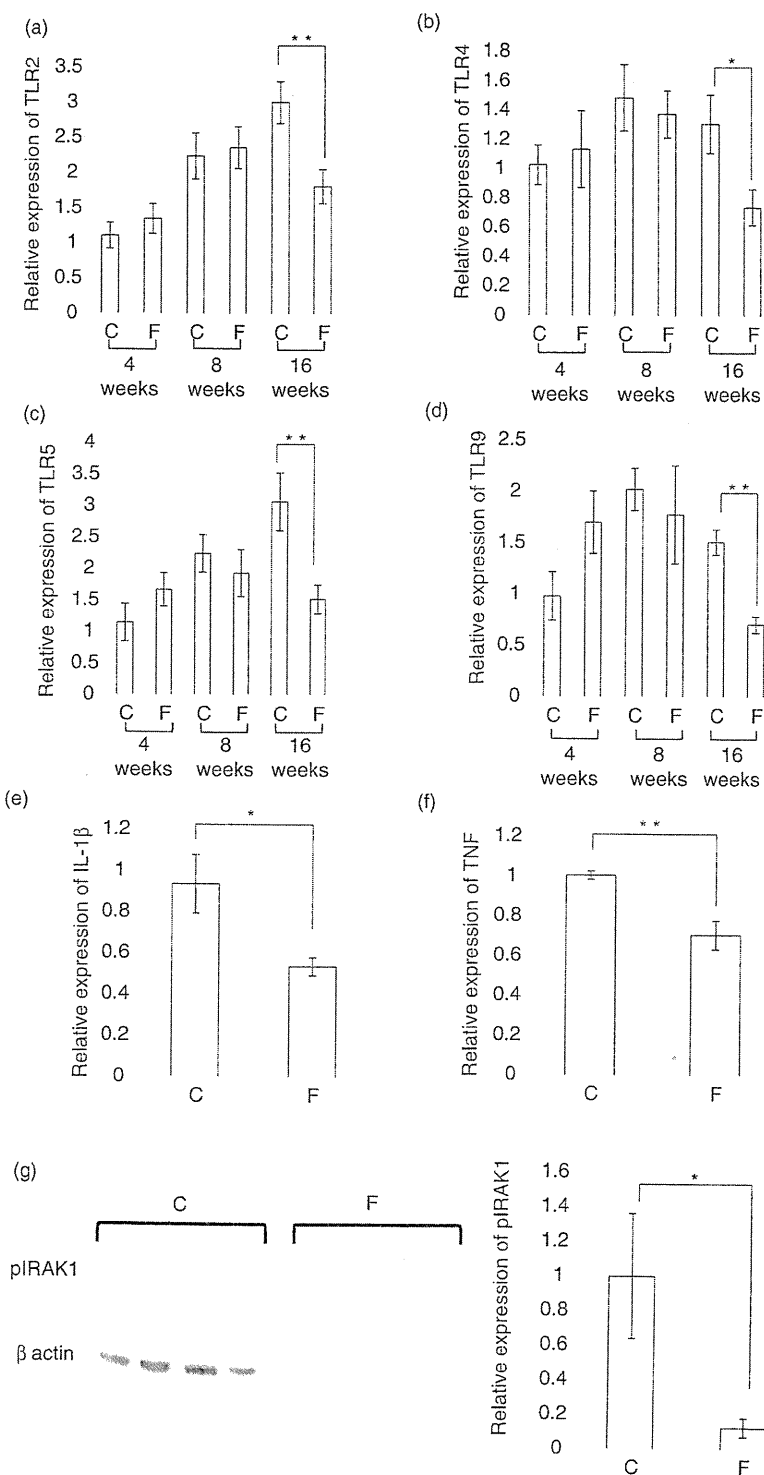 (a)
Relative expression of TLR2
3.5
3
2.5
2
1.5
1
0.5
0
* *
C F C F C F
4 8 16
weeks weeks weeks
(b)
Relative expression of TLR4
1.8
1.6
1.4
1.2
1
0.8
0.6
0.4
0.2
0
*
C F C F C F
4 8 16
weeks weeks weeks
(c)
Relative expression of TLR5
4
3.5
3
2.5
2
1.5
1
0.5
0
* *
C F C F C F
4 8 16
weeks weeks weeks
(d)
Relative expression of TLR9
2.5
2
1.5
1
0.5
0
* *
C F C F C F
4 8 16
weeks weeks weeks
(e)
Relative expression of IL-1β
1.2
1
0.8
0.6
0.4
0.2
0
*
C F
(f)
Relative expression of TNF
1.2
1
0.8
0.6
0.4
0.2
0
* *
C F
(g)
C F
pIRAK1
β actin
Relative expression of pIRAK1
1.6
1.4
1.2
1
0.8
0.6
0.4
0.2
0
*
C F